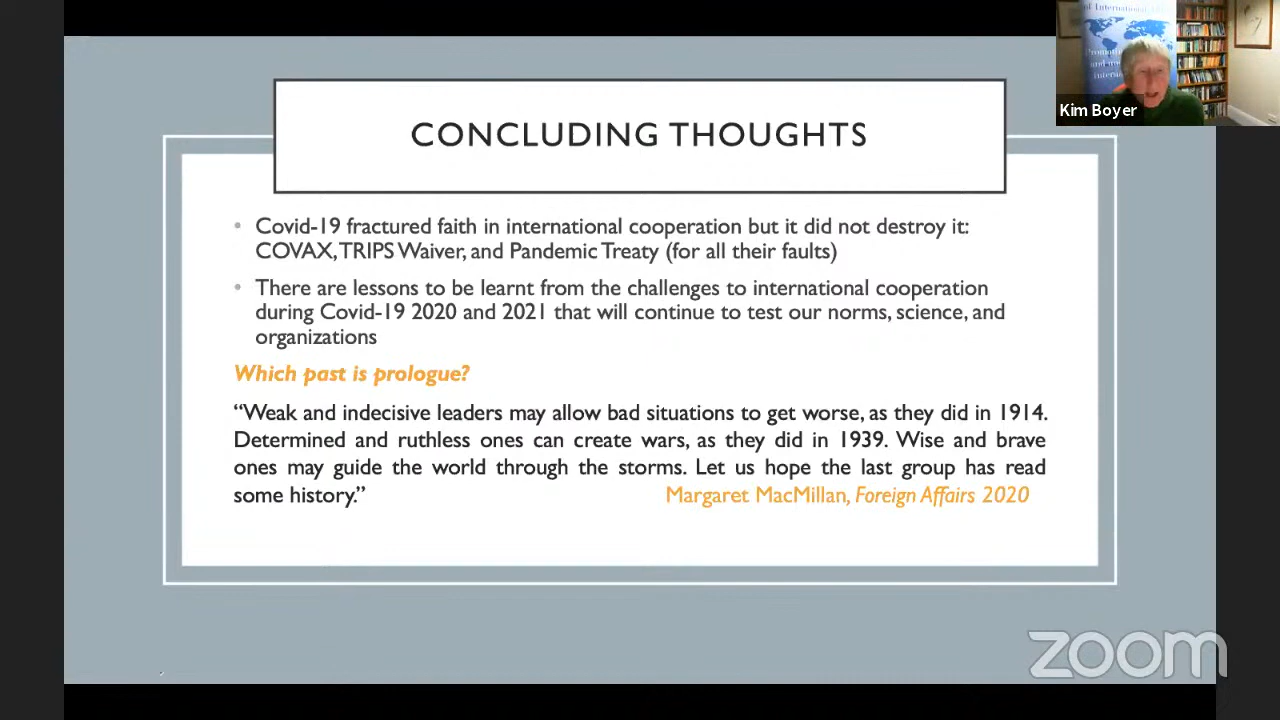 of International
Promoting
and
inter
Kim Boyer
CONCLUDING THOUGHTS
• Covid-19 fractured faith in international cooperation but it did not destroy it:
COVAX, TRIPS Waiver, and Pandemic Treaty (for all their faults)
• There are lessons to be learnt from the challenges to international cooperation
during Covid-19 2020 and 2021 that will continue to test our norms, science, and
organizations
Which past is prologue?
“Weak and indecisive leaders may allow bad situations to get worse, as they did in 1914.
Determined and ruthless ones can create wars, as they did in 1939. Wise and brave
ones may guide the world through the storms. Let us hope the last group has read
some history.” Margaret MacMillan, Foreign Affairs 2020
zoom